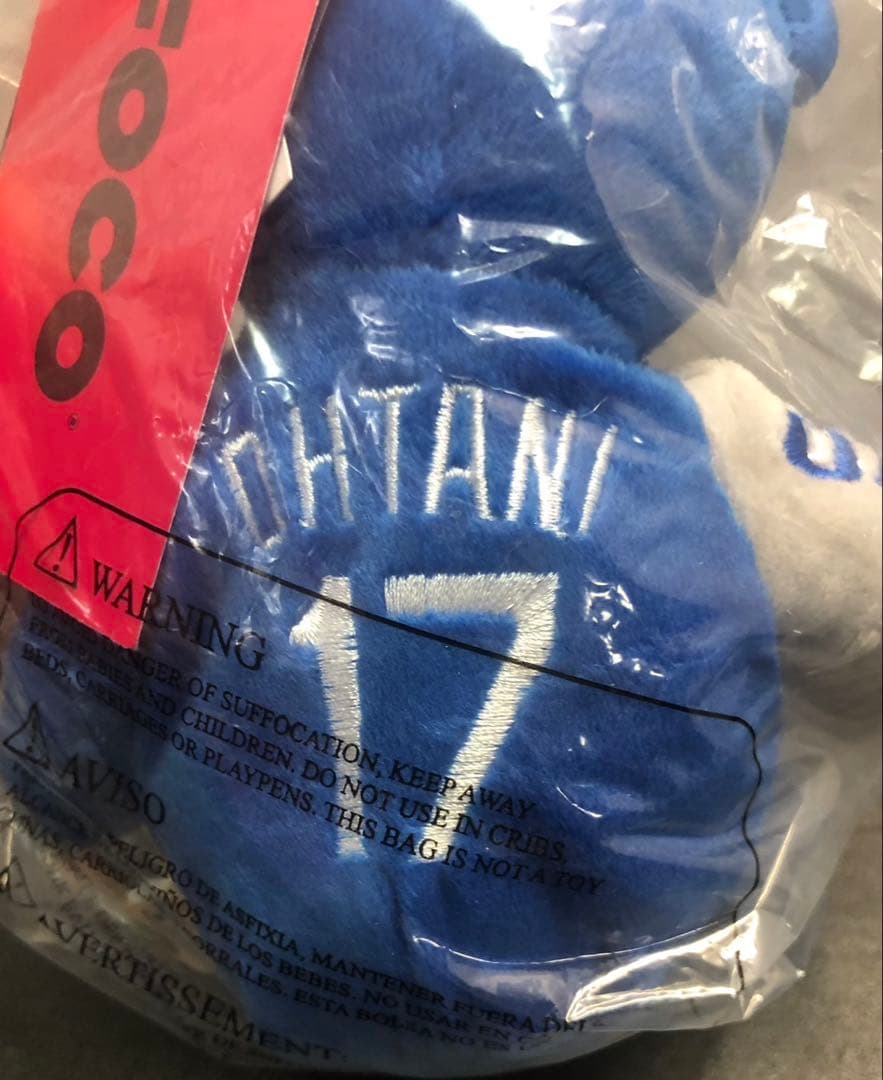 FOCO
OHTANI
17
WARNING
DANGER OF SUFFOCATION, KEEP AWAY
FROM BABIES AND CHILDREN. DO NOT USE IN CRIBS,
BEDS, CARRIAGES OR PLAYPENS. THIS BAG IS NOT A TOY
AVISO
PELIGRO DE ASFIXIA, MANTENER FUERA DEL
DE LOS BEBES. NO USAR EN
CORRALES. ESTA BOLSA NO ES
AVERTISSEMENT: